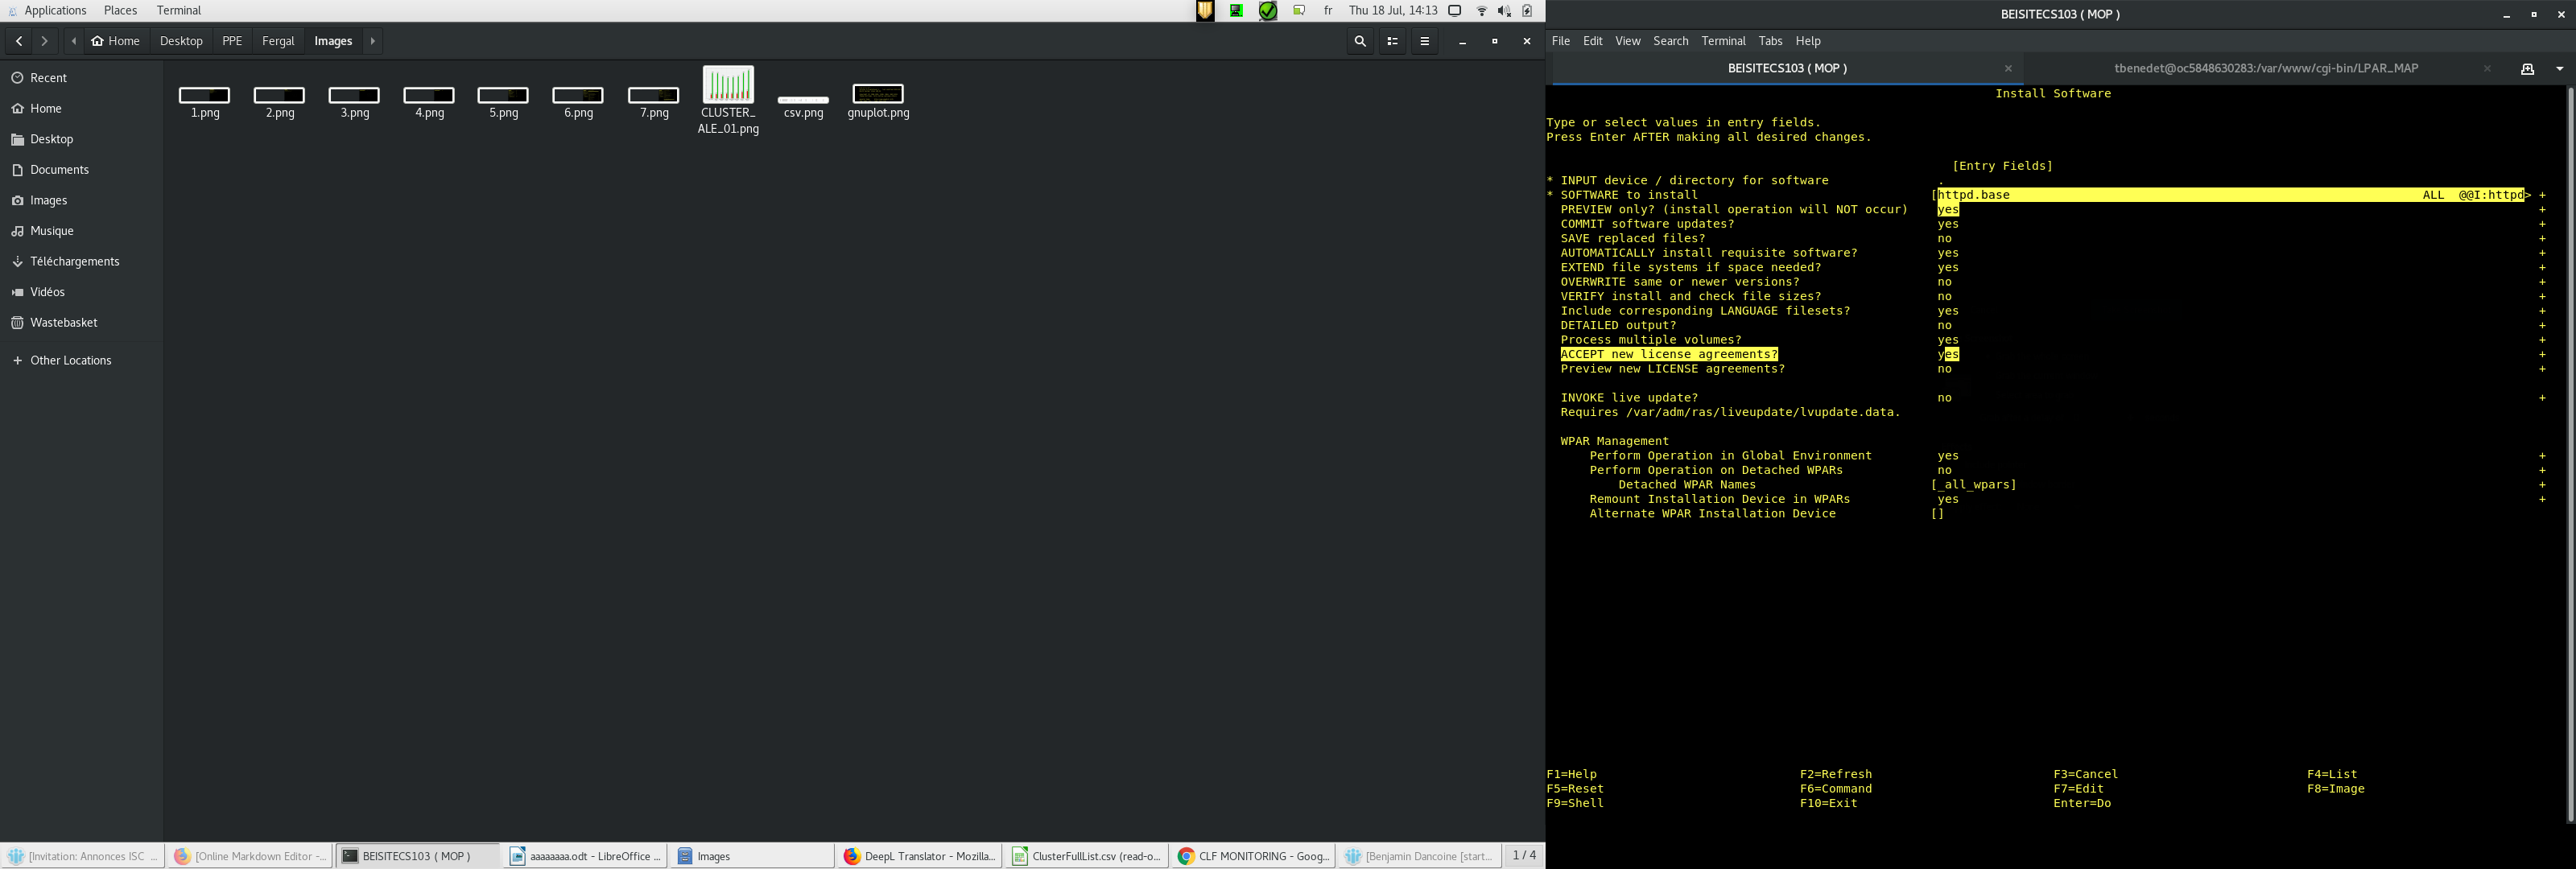 Applications Places Terminal
fr Thu 18 Jul, 14:13
Home Desktop PPE Fergal Images
Recent
Home
Desktop
Documents
Images
Musique
Téléchargements
Vidéos
Wastebasket
Other Locations
1.png 2.png 3.png 4.png 5.png 6.png 7.png CLUSTER_ csv.png gnuplot.png
ALE_01.png
BEISITECS103 ( MOP )
File Edit View Search Terminal Tabs Help
BEISITECS103 ( MOP ) tbenedet@oc5848630283:/var/www/cgi-bin/LPAR_MAP
Install Software
Type or select values in entry fields.
Press Enter AFTER making all desired changes.
[Entry Fields]
* INPUT device / directory for software .
* SOFTWARE to install [httpd.base ALL @@I:httpd> +
PREVIEW only? (install operation will NOT occur) yes +
COMMIT software updates? yes +
SAVE replaced files? no +
AUTOMATICALLY install requisite software? yes +
EXTEND file systems if space needed? yes +
OVERWRITE same or newer versions? no +
VERIFY install and check file sizes? no +
Include corresponding LANGUAGE filesets? yes +
DETAILED output? no +
Process multiple volumes? yes +
ACCEPT new license agreements? yes +
Preview new LICENSE agreements? no +
INVOKE live update? no +
Requires /var/adm/ras/liveupdate/lvupdate.data.
WPAR Management
Perform Operation in Global Environment yes +
Perform Operation on Detached WPARs no +
Detached WPAR Names [_all_wpars] +
Remount Installation Device in WPARs yes +
Alternate WPAR Installation Device []
F1=Help F2=Refresh F3=Cancel F4=List
F5=Reset F6=Command F7=Edit F8=Image
F9=Shell F10=Exit Enter=Do
[Invitation: Annonces ISC ... [Online Markdown Editor -... BEISITECS103 ( MOP ) aaaaaaaa.odt - LibreOffice ... Images DeepL Translator - Mozilla... ClusterFullList.csv (read-o... CLF MONITORING - Goog... [Benjamin Dancoine [start... 1 / 4